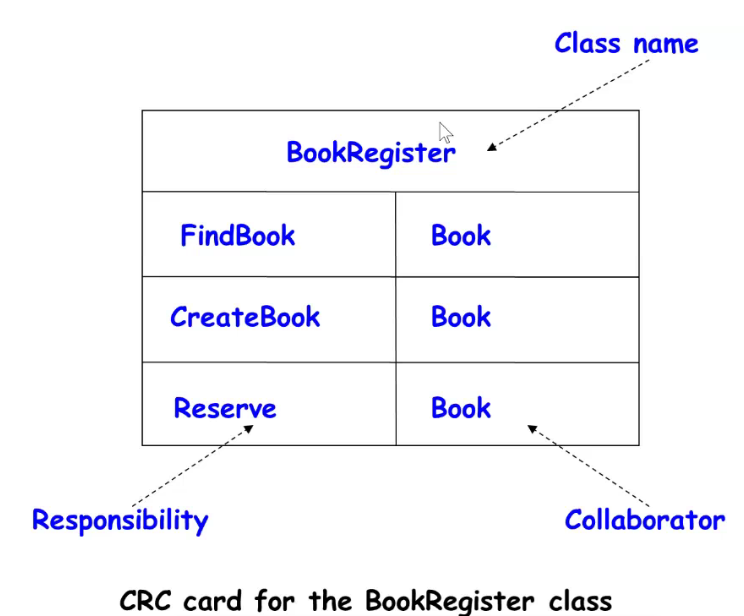 Class name
BookRegister
FindBook Book
CreateBook Book
Reserve Book
Responsibility Collaborator
CRC card for the BookRegister class